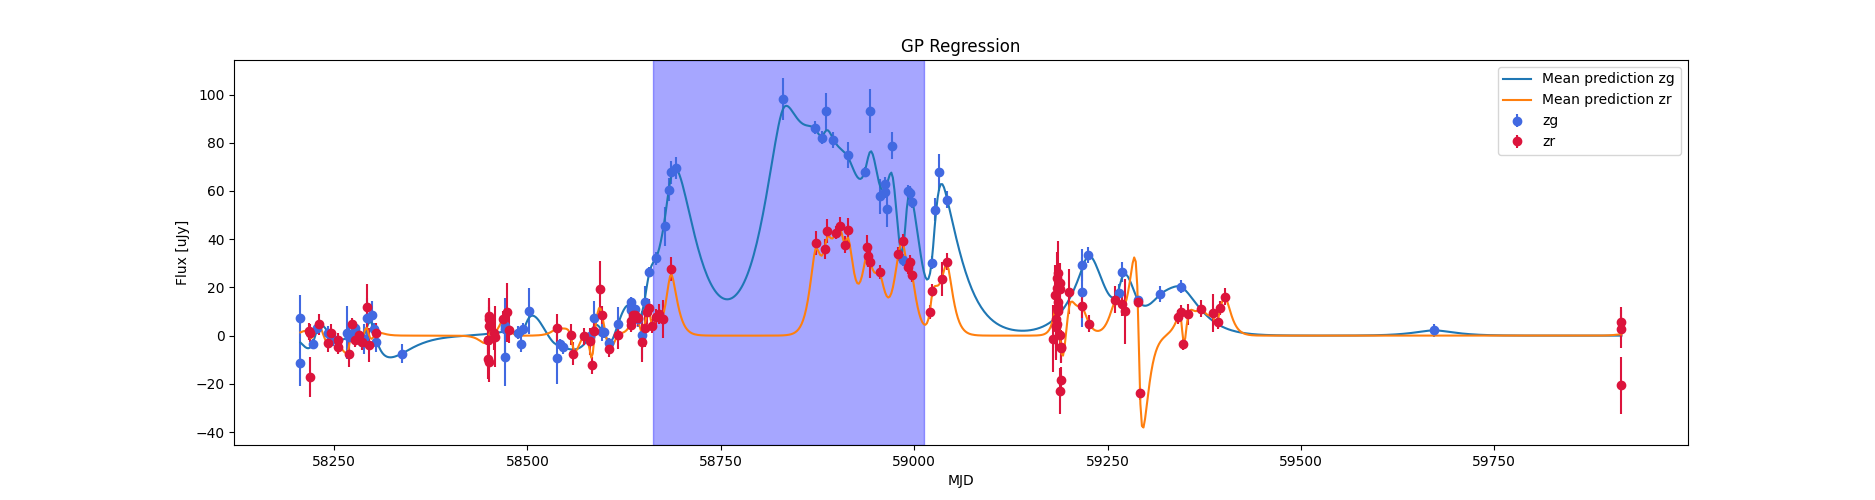 GP Regression
Flux [uJy]
100
80
60
40
20
0
−20
−40
58250 58500 58750 59000 59250 59500 59750
MJD
Mean prediction zg
Mean prediction zr
zg
zr